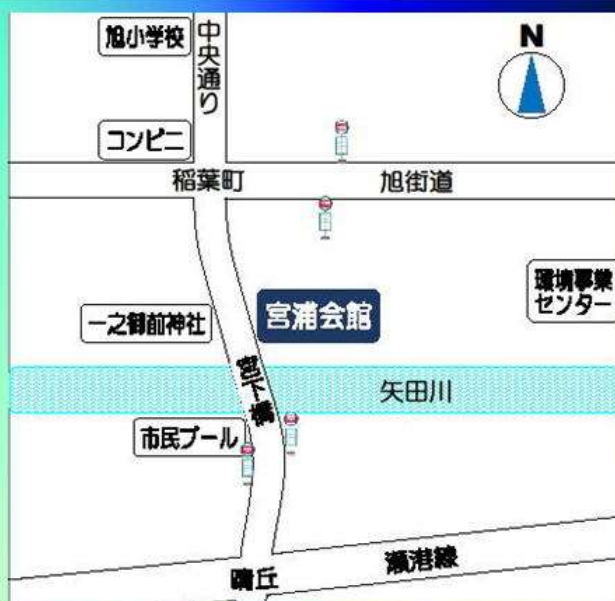 旭小学校
中央通り
N
コンビニ
稲葉町
旭街道
環境事業
センター
宮浦会館
一之御前神社
宮下橋
矢田川
市民プール
瀬港線
晴丘